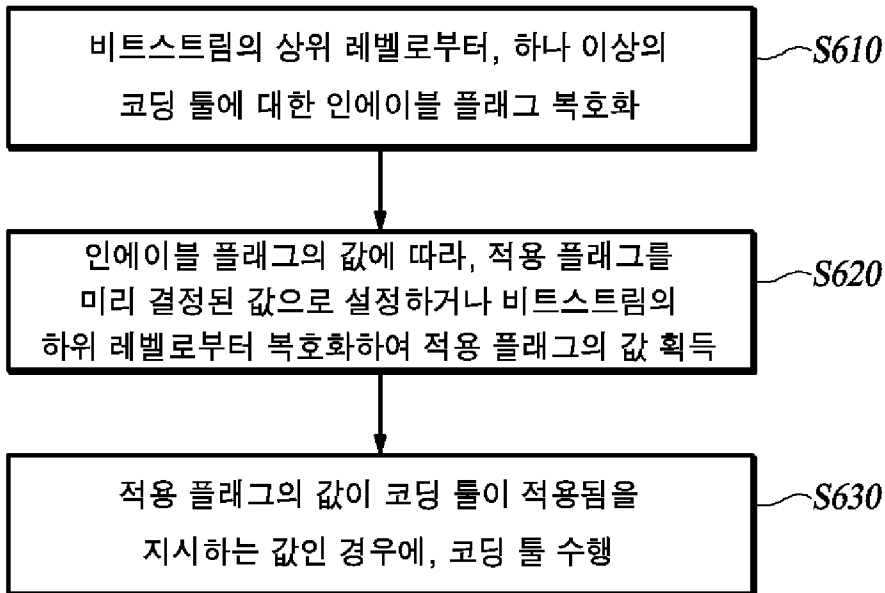 비트스트림의 상위 레벨로부터, 하나 이상의
코딩 툴에 대한 인에이블 플래그 복호화
S610
인에이블 플래그의 값에 따라, 적용 플래그를
미리 결정된 값으로 설정하거나 비트스트림의
하위 레벨로부터 복호화하여 적용 플래그의 값 획득
S620
적용 플래그의 값이 코딩 툴이 적용됨을
지시하는 값인 경우에, 코딩 툴 수행
S630